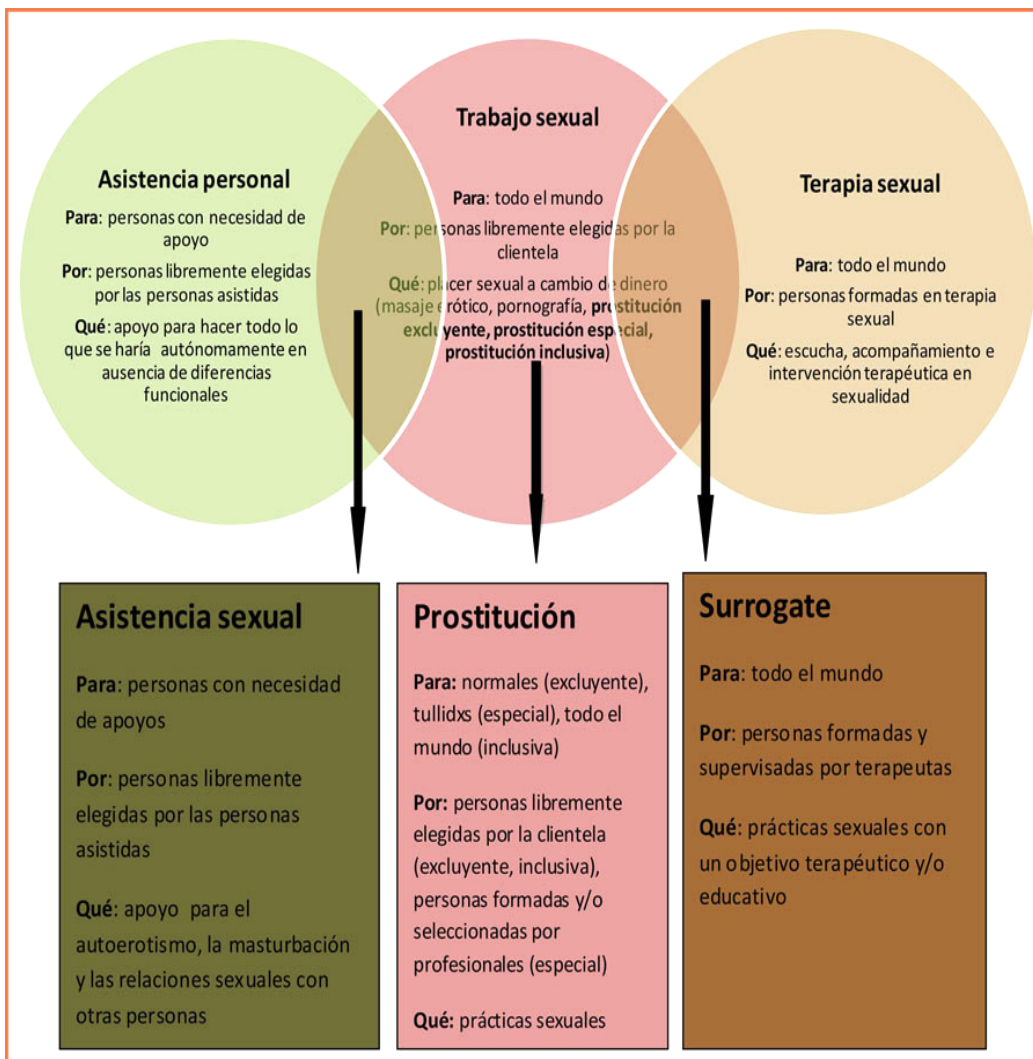 Asistencia personal
Para: personas con necesidad de
apoyo
Por: personas libremente elegidas
por las personas asistidas
Qué: apoyo para hacer todo lo
que se haría autónomamente en
ausencia de diferencias
funcionales
Trabajo sexual
Para: todo el mundo
Por: personas libremente elegidas por la
clientela
Qué: placer sexual a cambio de dinero
(masaje erótico, pornografía, prostitución
excluyente, prostitución especial,
prostitución inclusiva)
Terapia sexual
Para: todo el mundo
Por: personas formadas en terapia
sexual
Qué: escucha, acompañamiento e
intervención terapéutica en
sexualidad
Asistencia sexual
Para: personas con necesidad
de apoyos
Por: personas libremente
elegidas por las personas
asistidas
Qué: apoyo para el
autoerotismo, la masturbación
y las relaciones sexuales con
otras personas
Prostitución
Para: normales (excluyente),
tullidxs (especial), todo el
mundo (inclusiva)
Por: personas libremente
elegidas por la clientela
(excluyente, inclusiva),
personas formadas y/o
seleccionadas por
profesionales (especial)
Qué: prácticas sexuales
Surrogate
Para: todo el mundo
Por: personas formadas y
supervisadas por terapeutas
Qué: prácticas sexuales con
un objetivo terapéutico y/o
educativo